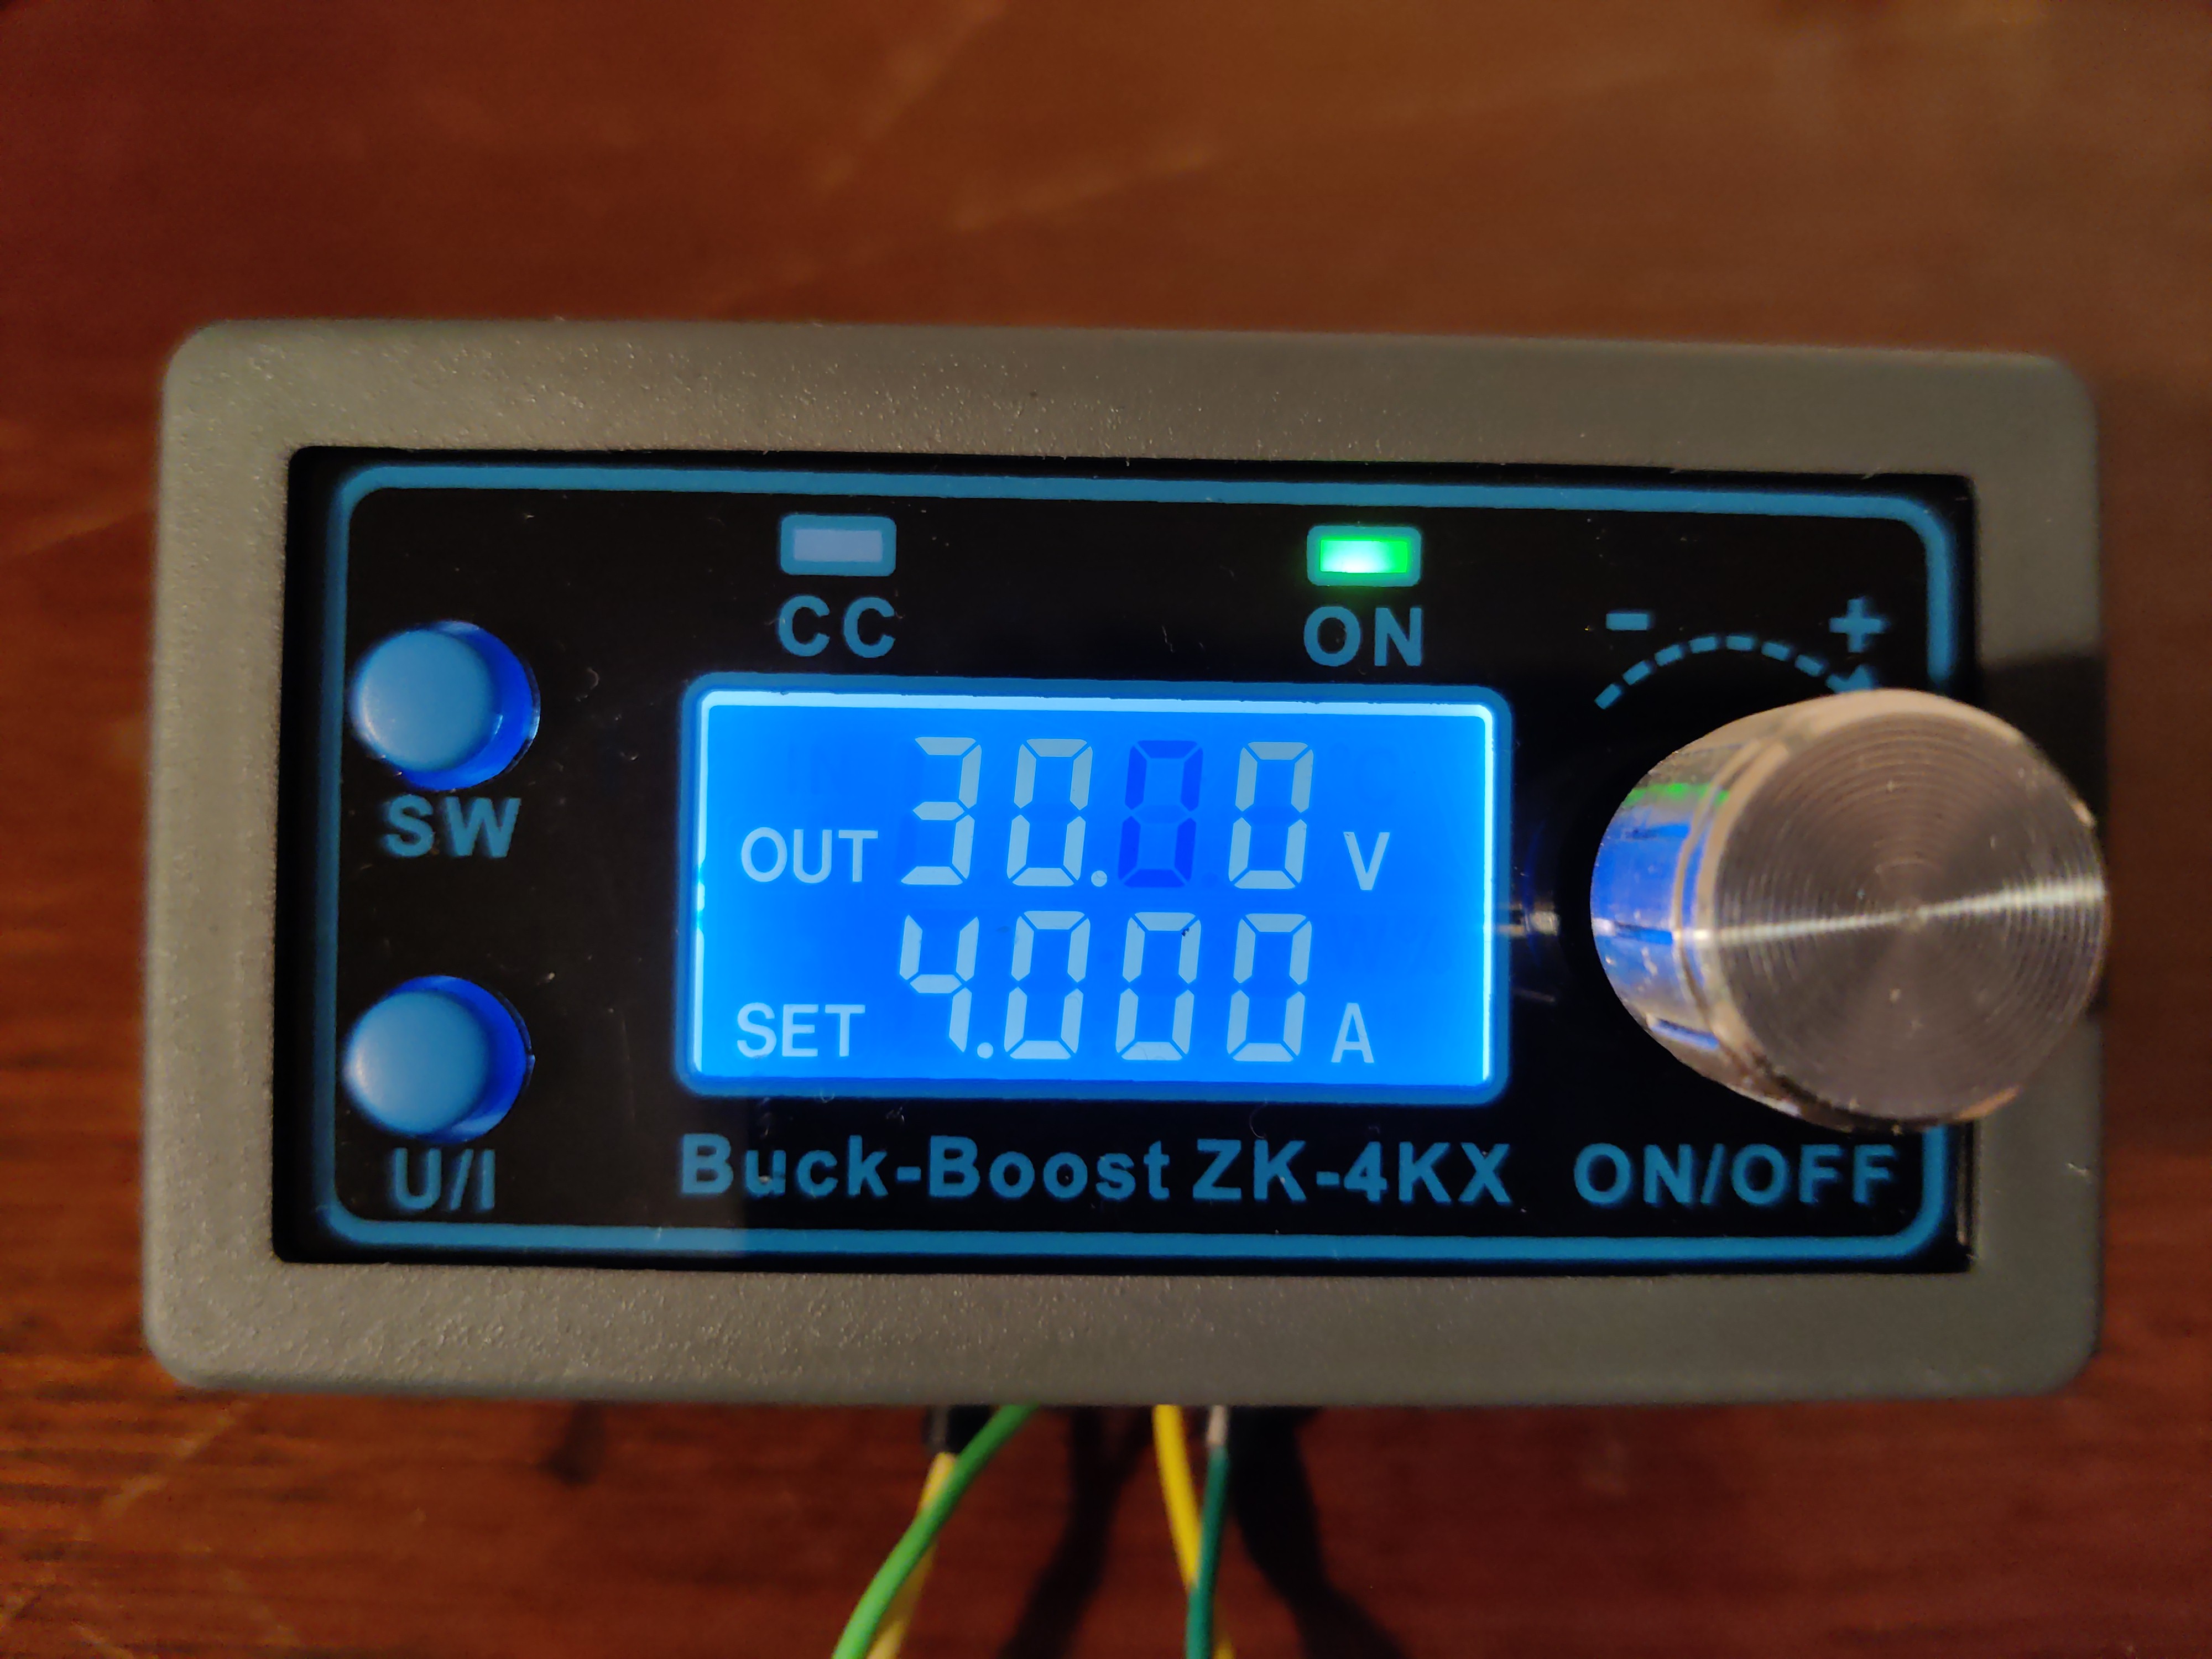 CC
ON
- +
SW
OUT 30.00 V
SET 4.000 A
U/I
Buck-Boost ZK-4KX
ON/OFF